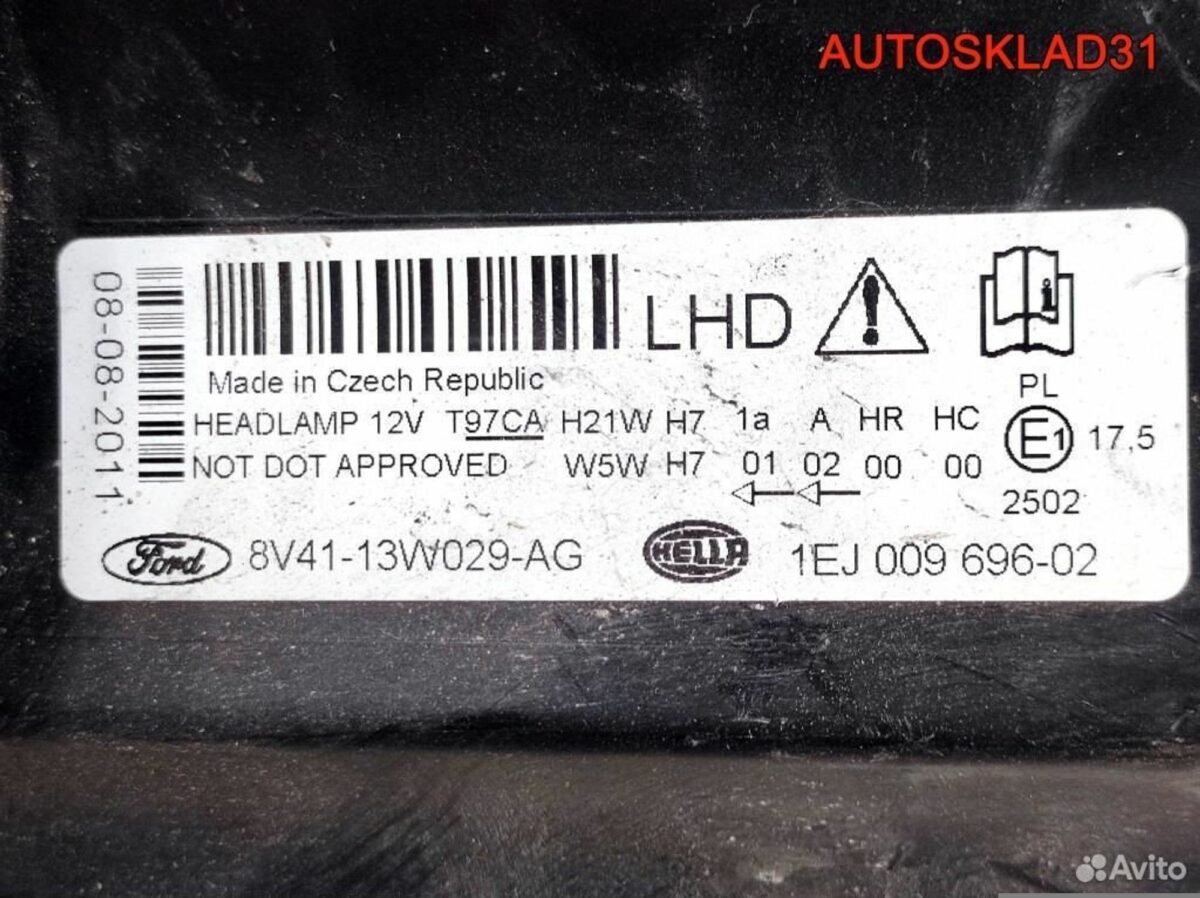 AUTOSKLAD31
08-08-2011
LHD
Made in Czech Republic
PL
HEADLAMP 12V T97CA H21W H7 1a A HR HC
E1 17,5
NOT DOT APPROVED W5W H7 01 02 00 00
2502
Ford 8V41-13W029-AG HELLA 1EJ 009 696-02
Avito